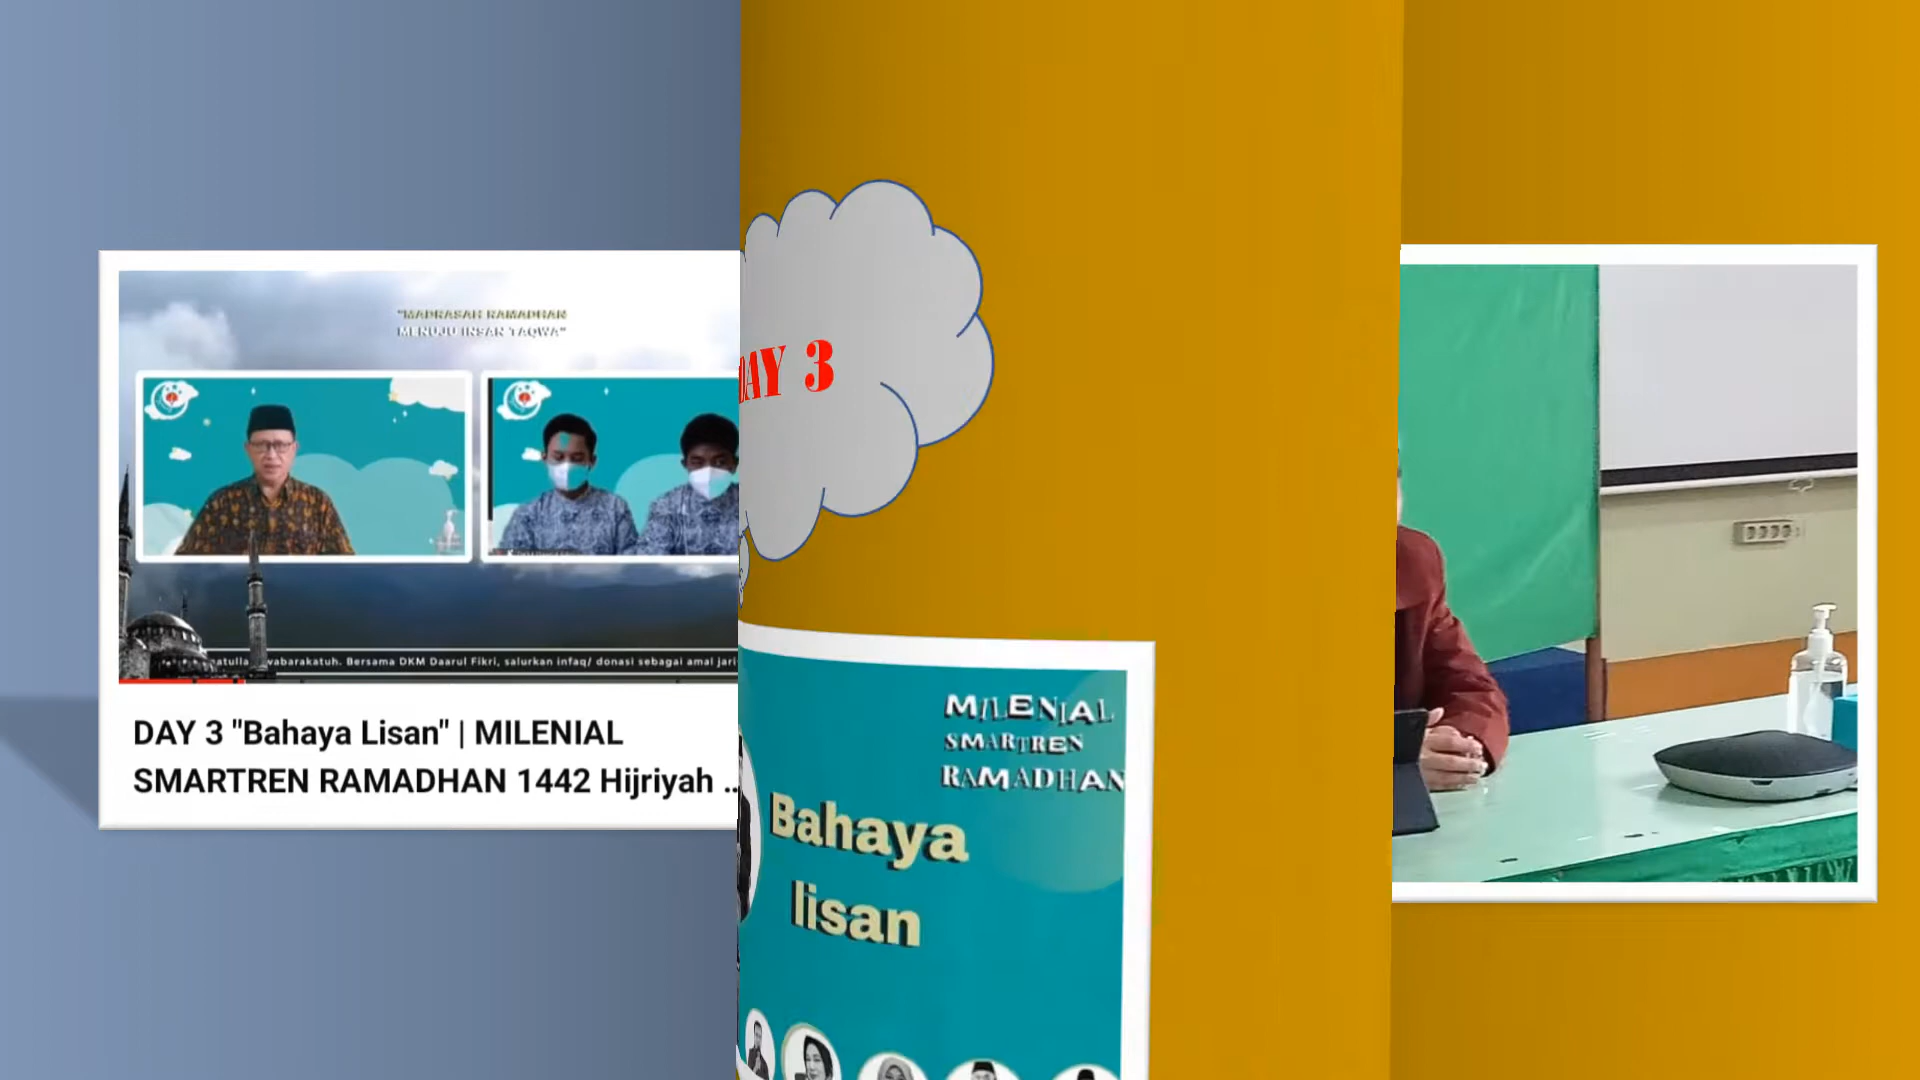 "MADRASAH RAMADHAN
MENUJU INSAN TAQWA"
wabarakatuh. Bersama DKM Daarul Fikri, salurkan infaq/ donasi sebagai amal jari
DAY 3 "Bahaya Lisan" | MILENIAL
SMARTREN RAMADHAN 1442 Hijriyah ..
DAY 3
MILENIAL
SMARTREN
RAMADHAN
Bahaya
lisan